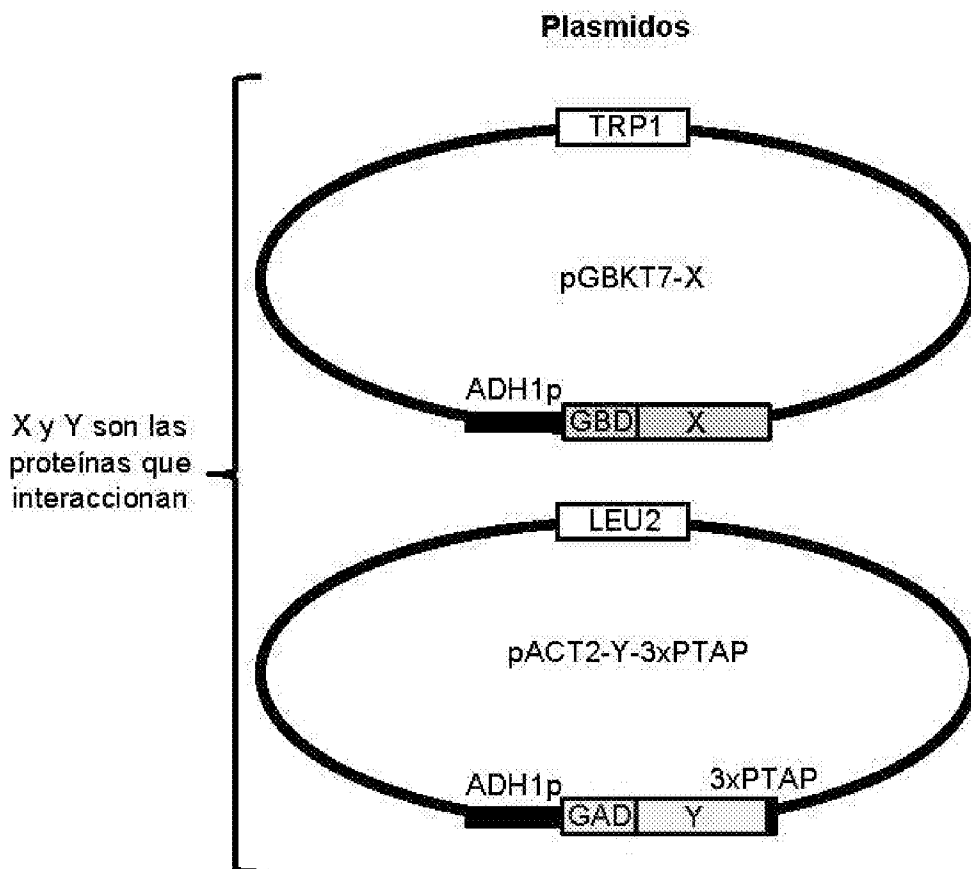 Plasmidos
TRP1
pGBKT7-X
ADH1p
GBD
X
X y Y son las
proteínas que
interaccionan
LEU2
pACT2-Y-3xPTAP
3xPTAP
ADH1p
GAD
Y